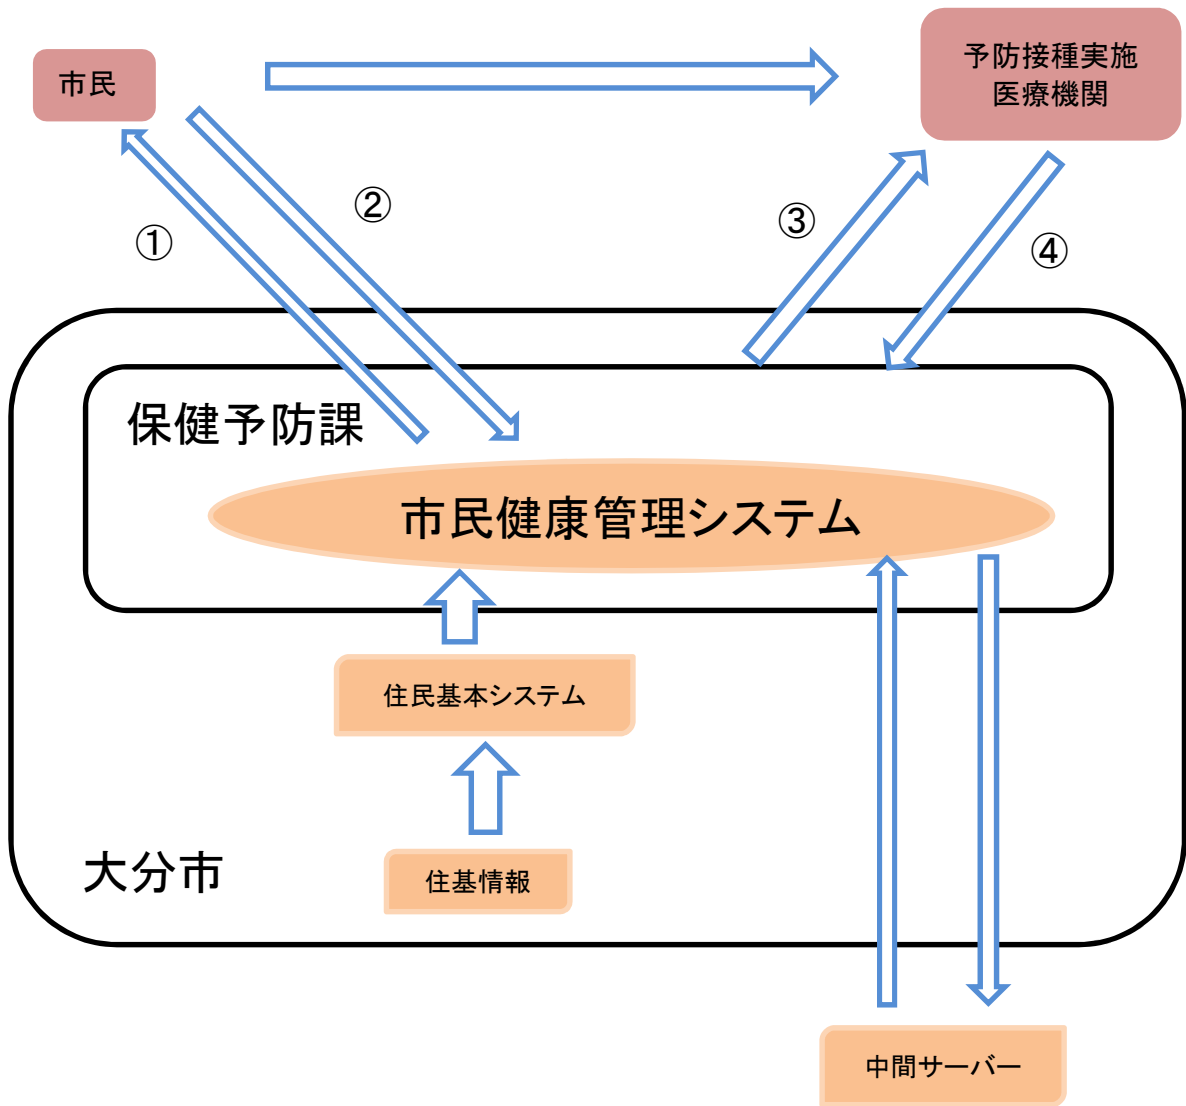 市民
予防接種実施
医療機関
①
②
③
④
保健予防課
市民健康管理システム
住民基本システム
住基情報
大分市
中間サーバー